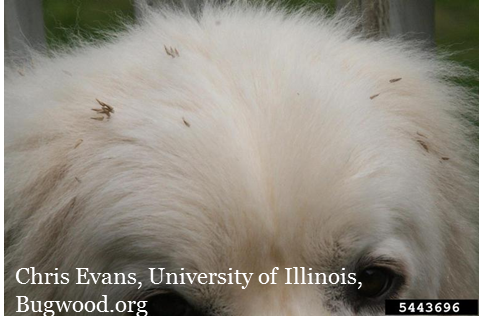 Chris Evans, University of Illinois,
Bugwood.org
5443696